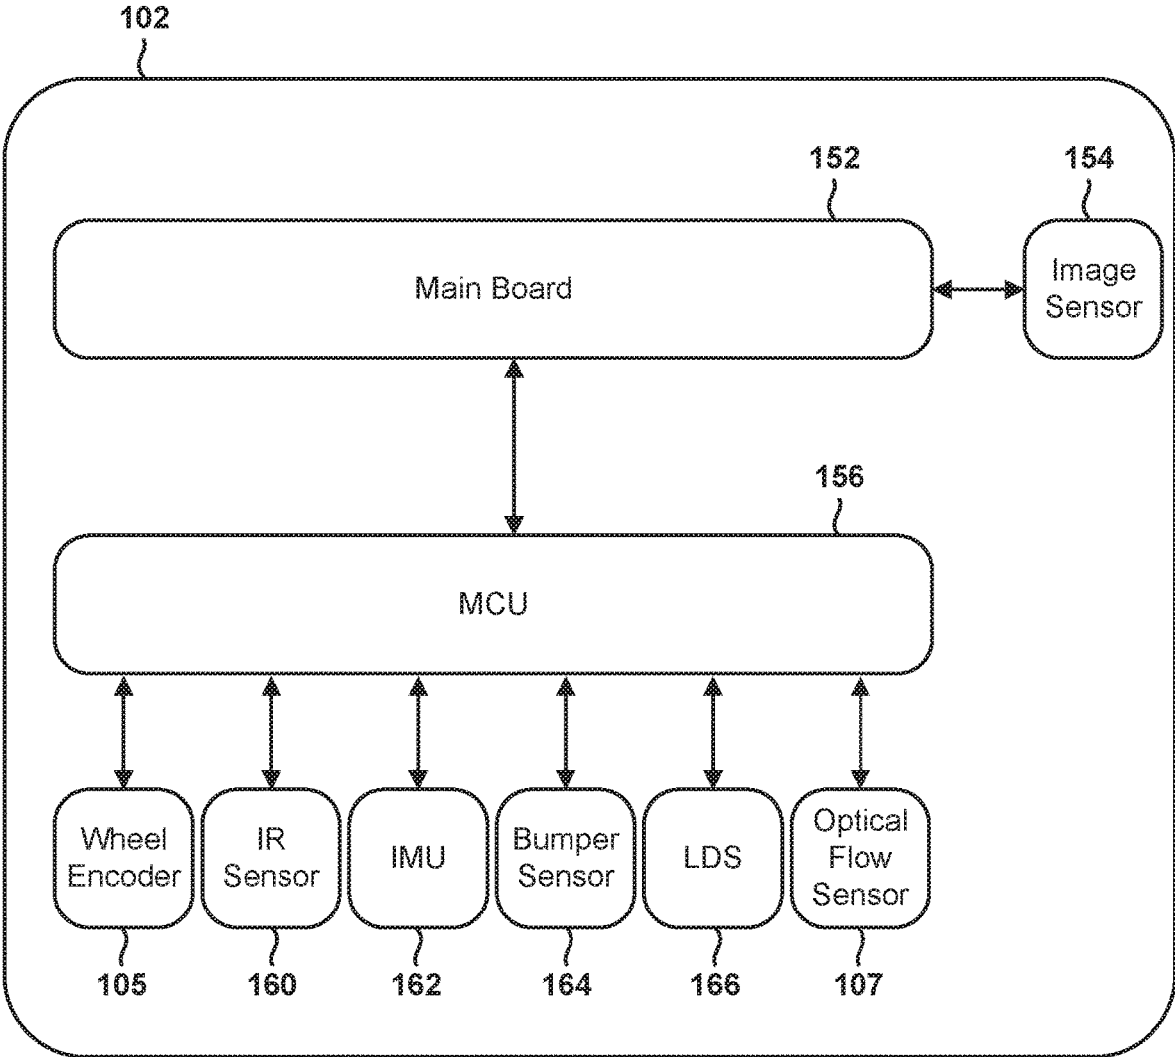 102
152
154
Main Board
Image
Sensor
156
MCU
Wheel
Encoder
IR
Sensor
IMU
Bumper
Sensor
LDS
Optical
Flow
Sensor
105
160
162
164
166
107